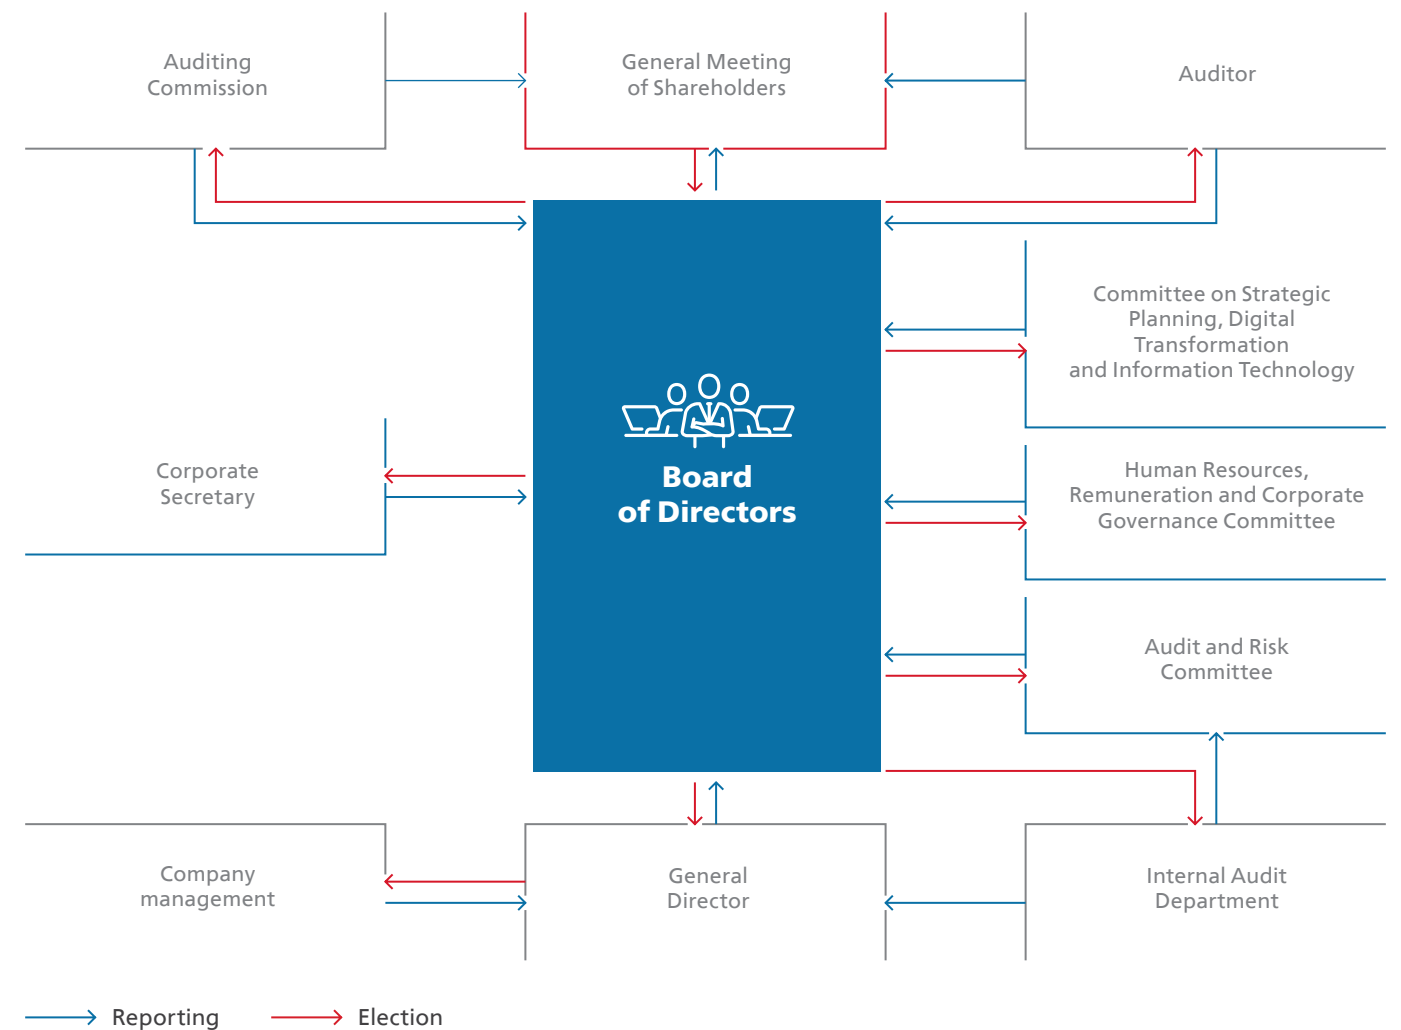 Auditing
Commission
General Meeting
of Shareholders
Auditor
Committee on Strategic
Planning, Digital
Transformation
and Information Technology
Corporate
Secretary
Board
of Directors
Human Resources,
Remuneration and Corporate
Governance Committee
Audit and Risk
Committee
Company
management
General
Director
Internal Audit
Department
Reporting
Election